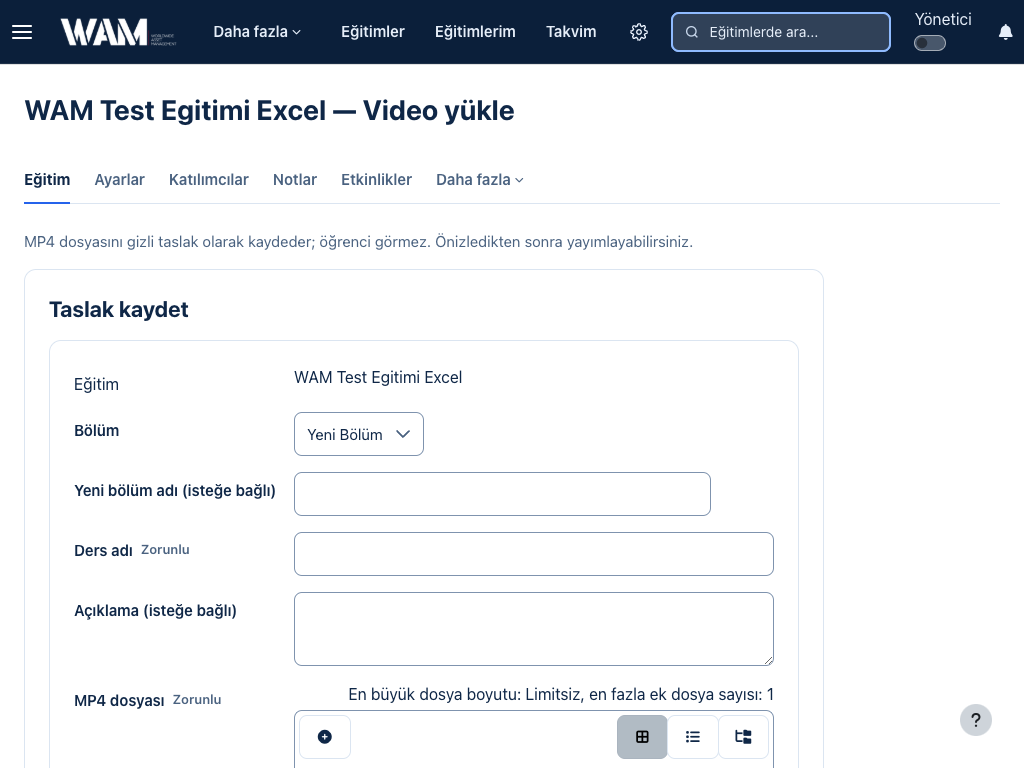 WAM WORLDWIDE ASSET MANAGEMENT
Daha fazla
Eğitimler
Eğitimlerim
Takvim
Eğitimlerde ara...
Yönetici
WAM Test Egitimi Excel — Video yükle
Eğitim
Ayarlar
Katılımcılar
Notlar
Etkinlikler
Daha fazla
MP4 dosyasını gizli taslak olarak kaydeder; öğrenci görmez. Önizledikten sonra yayımlayabilirsiniz.
Taslak kaydet
Eğitim
WAM Test Egitimi Excel
Bölüm
Yeni Bölüm
Yeni bölüm adı (isteğe bağlı)
Ders adı Zorunlu
Açıklama (isteğe bağlı)
MP4 dosyası Zorunlu
En büyük dosya boyutu: Limitsiz, en fazla ek dosya sayısı: 1
?